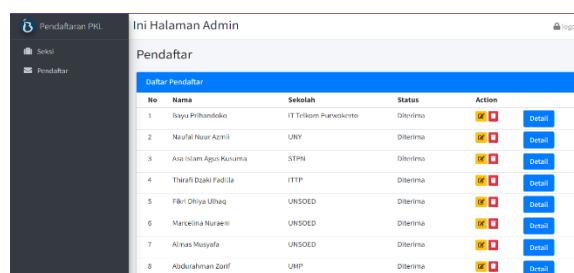 Pendaftaran PKL
Ini Halaman Admin
Seksi
Pendaftar
Pendaftar
Daftar Pendaftar
No Nama Sekolah Status Action
1 Bayu Prihandoko IT Telkom Purwokerto Diterima Detail
2 Naufal Nuur Azmii UNY Diterima Detail
3 Asa Islam Agus Kusuma STPN Diterima Detail
4 Thirafi Dzaki Fadilla ITTP Diterima Detail
5 Fikri Dhiya Ulhaq UNSOED Diterima Detail
6 Marcelina UNSOED Diterima Detail
7 Almas Musyafa UNSOED Diterima Detail
8 Abdurahman Zorif UMP Diterima Detail